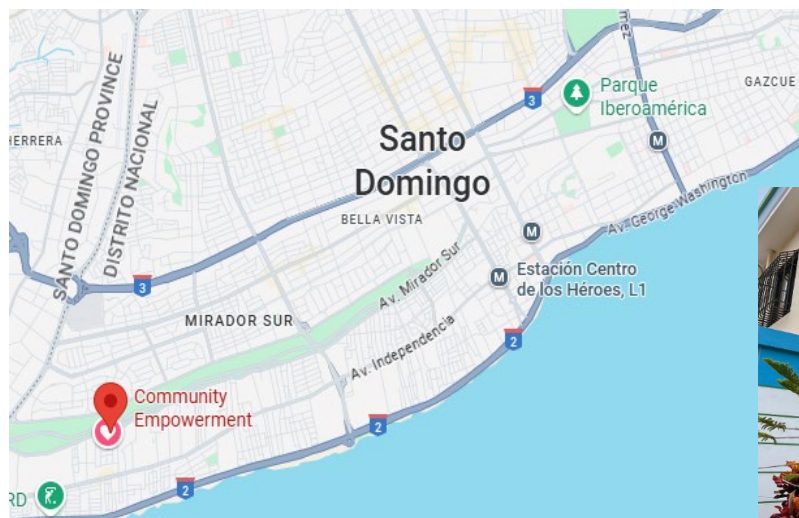 Parque
Iberoamérica
GAZCUE
3
HERRERA
SANTO DOMINGO PROVINCE
DISTRITO NACIONAL
Santo
Domingo
M
BELLA VISTA
Av. George Washington
M
M
Estación Centro
de los Héroes, L1
Av. Mirador Sur
3
MIRADOR SUR
Av. Independencia
2
Community
Empowerment
2
2
RD